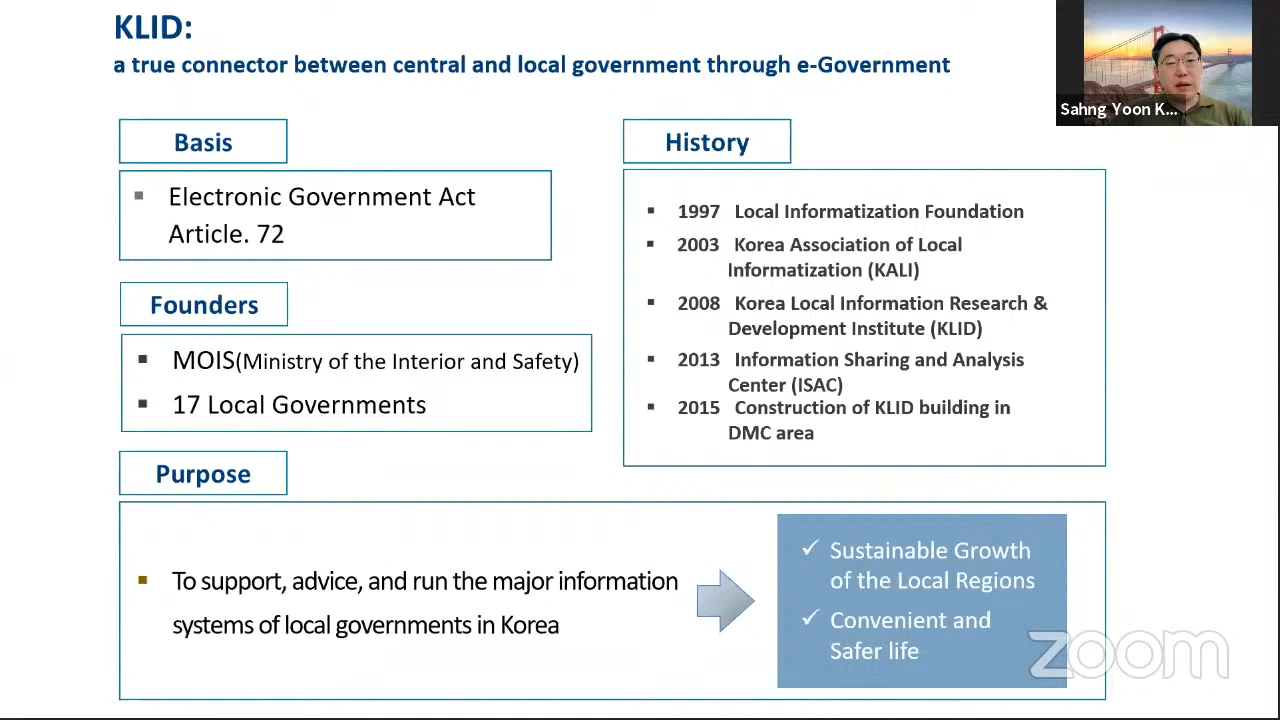 KLID:
a true connector between central and local government through e-Government
Sahng Yoon K...
Basis
Electronic Government Act
Article. 72
Founders
MOIS(Ministry of the Interior and Safety)
17 Local Governments
History
1997 Local Informatization Foundation
2003 Korea Association of Local
Informatization (KALI)
2008 Korea Local Information Research &
Development Institute (KLID)
2013 Information Sharing and Analysis
Center (ISAC)
2015 Construction of KLID building in
DMC area
Purpose
To support, advice, and run the major information
systems of local governments in Korea
Sustainable Growth
of the Local Regions
Convenient and
Safer life
zoom